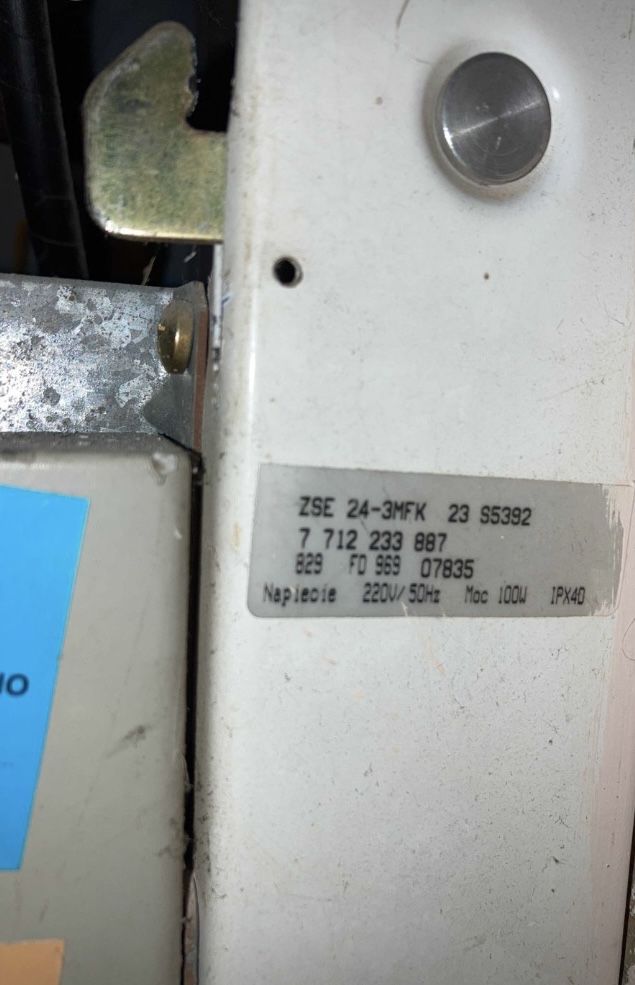 ZSE 24-3MFK 23 S5392
7 712 233 887
829 FD 969 07835
Napiecie 220V/50Hz Moc 100W IPX4D